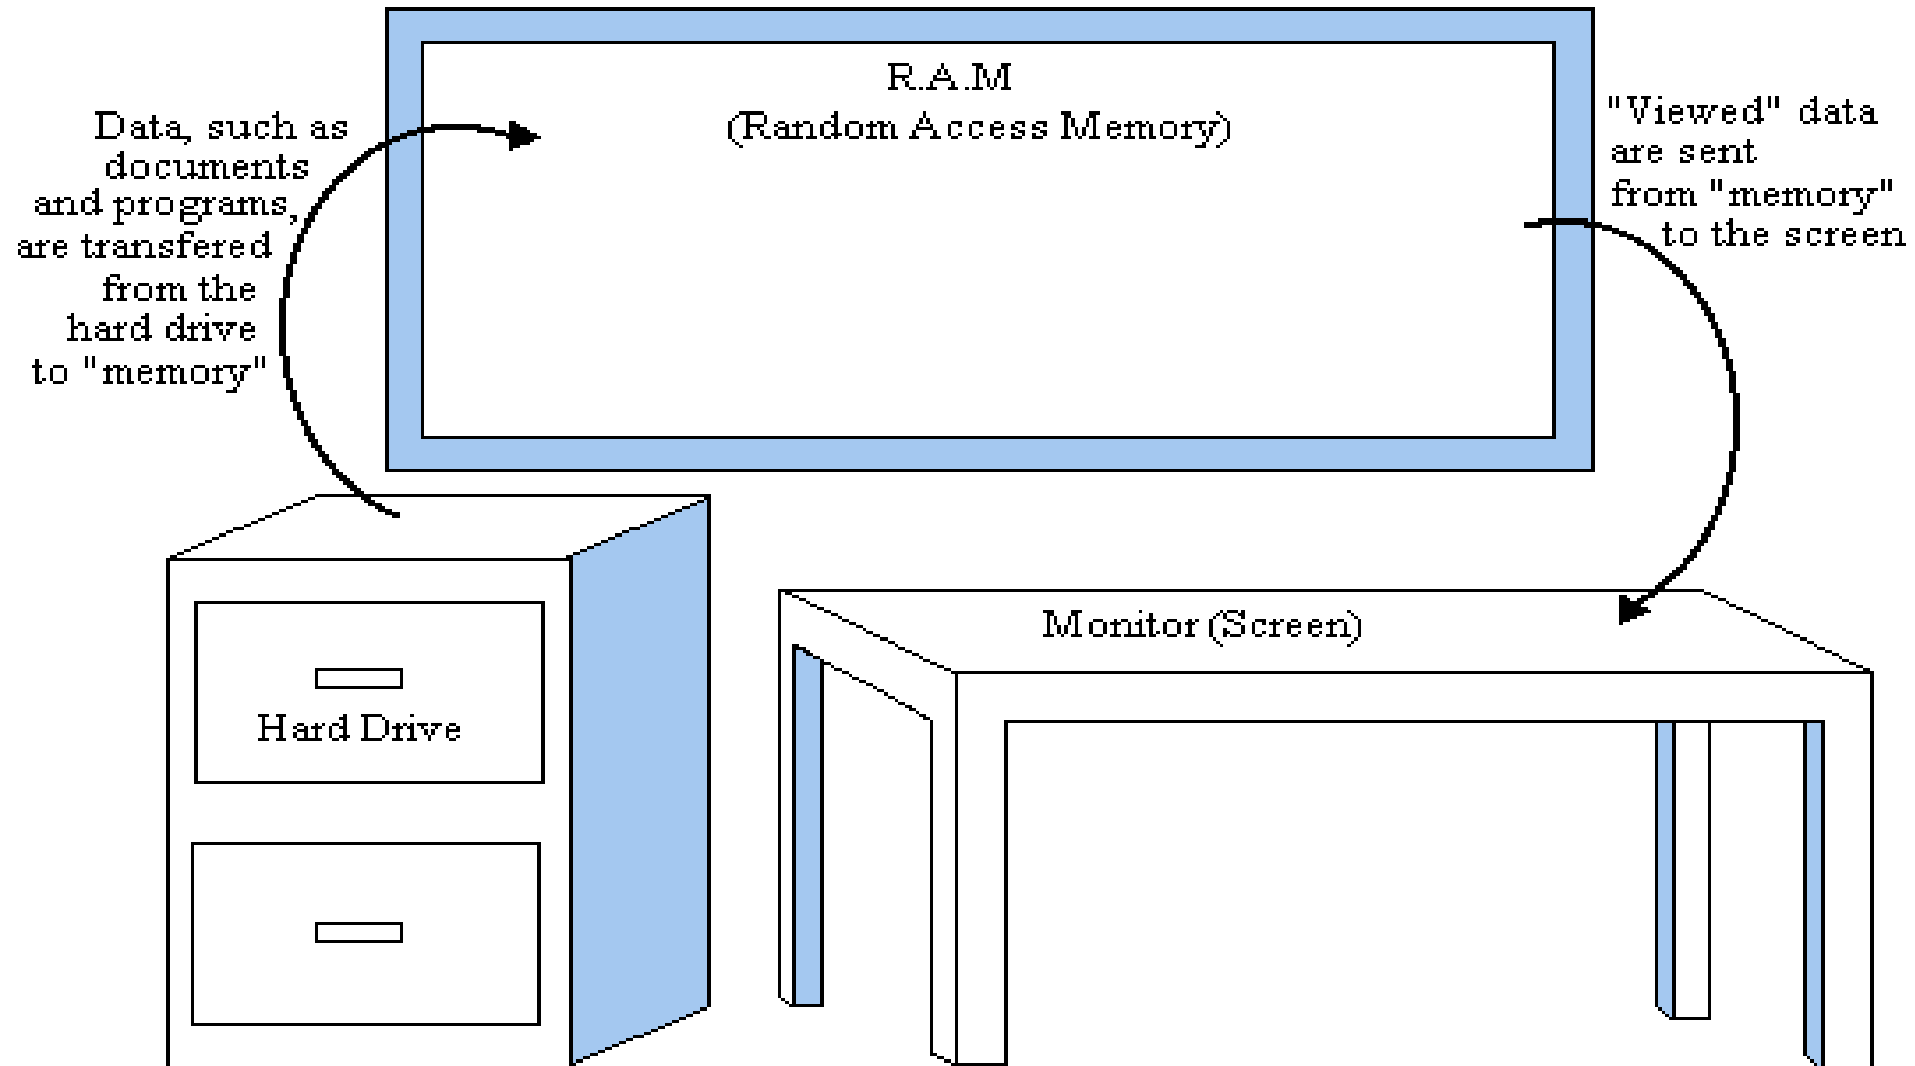 R.A.M
(Random Access Memory)
Data, such as
documents
and programs,
are transfered
from the
hard drive
to "memory"
"Viewed" data
are sent
from "memory"
to the screen
Monitor (Screen)
Hard Drive